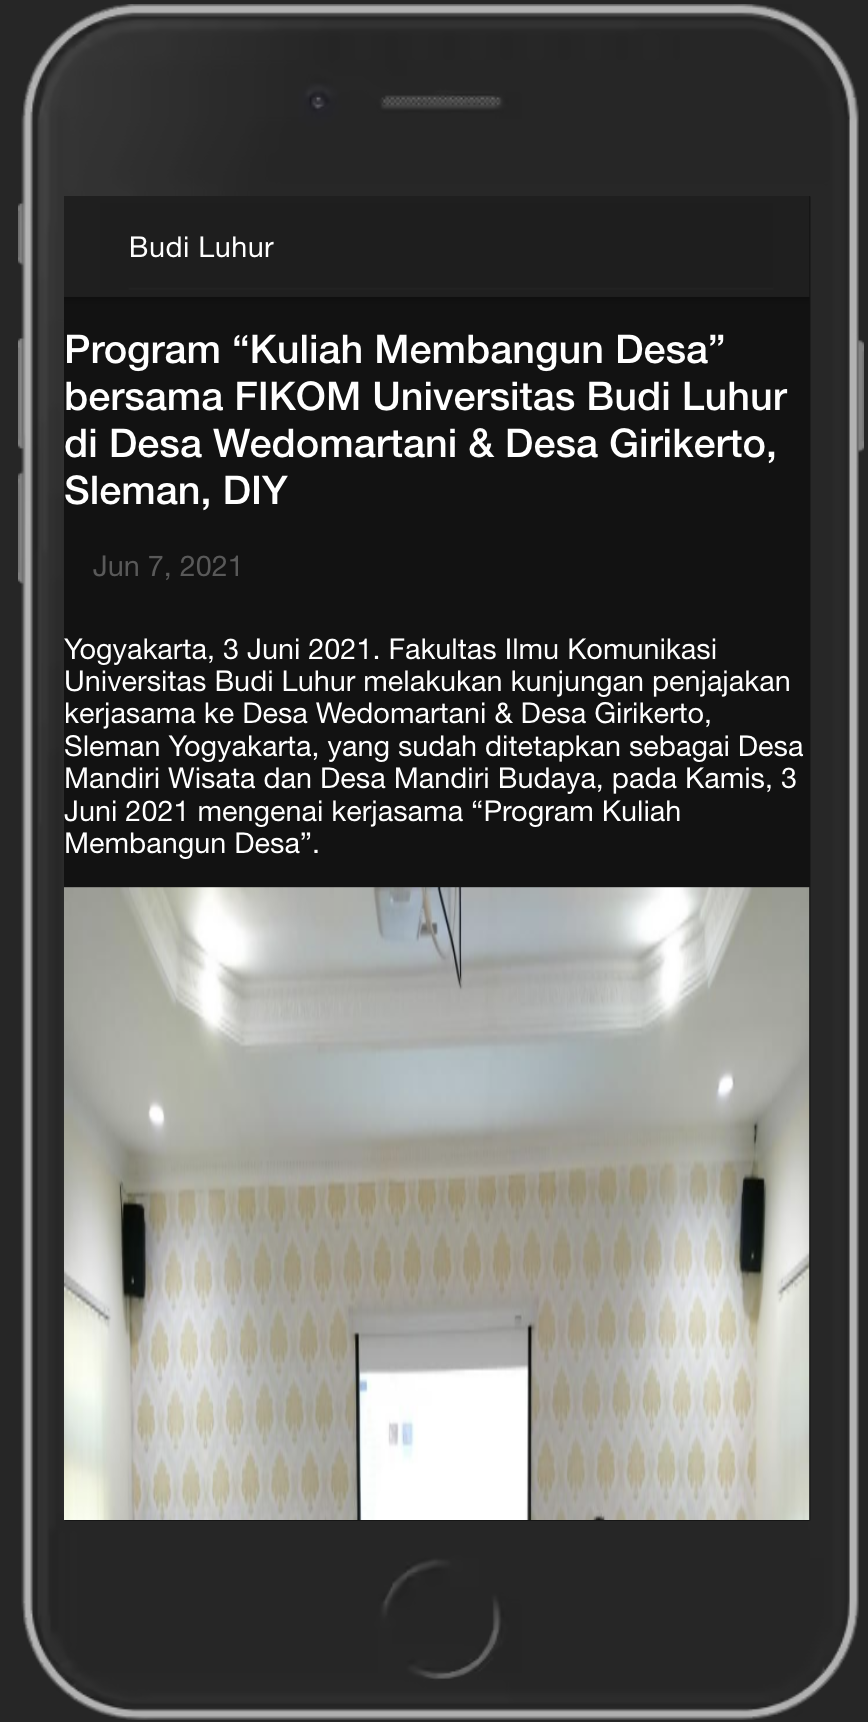 Budi Luhur
Program “Kuliah Membangun Desa”
bersama FIKOM Universitas Budi Luhur
di Desa Wedomartani & Desa Girikerto,
Sleman, DIY
Jun 7, 2021
Yogyakarta, 3 Juni 2021. Fakultas Ilmu Komunikasi
Universitas Budi Luhur melakukan kunjungan penjajakan
kerjasama ke Desa Wedomartani & Desa Girikerto,
Sleman Yogyakarta, yang sudah ditetapkan sebagai Desa
Mandiri Wisata dan Desa Mandiri Budaya, pada Kamis, 3
Juni 2021 mengenai kerjasama “Program Kuliah
Membangun Desa”.